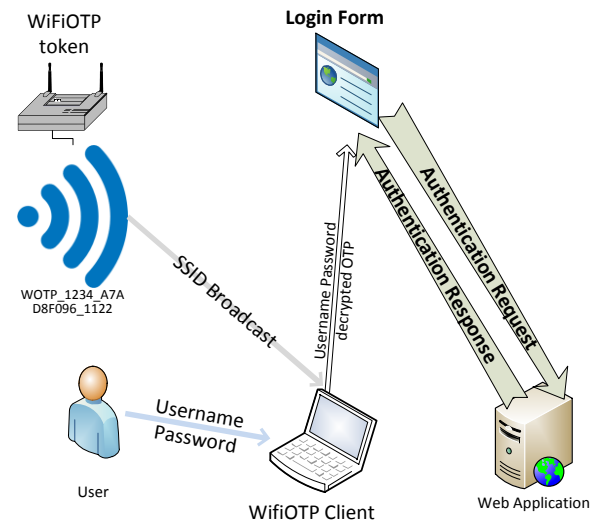 WiFiOTP
token
Login Form
WOTP_1234_A7A
D8F096_1122
SSID Broadcast
Username Password
decrypted OTP
Authentication Response
Authentication Request
Username
Password
User
WifiOTP Client
Web Application